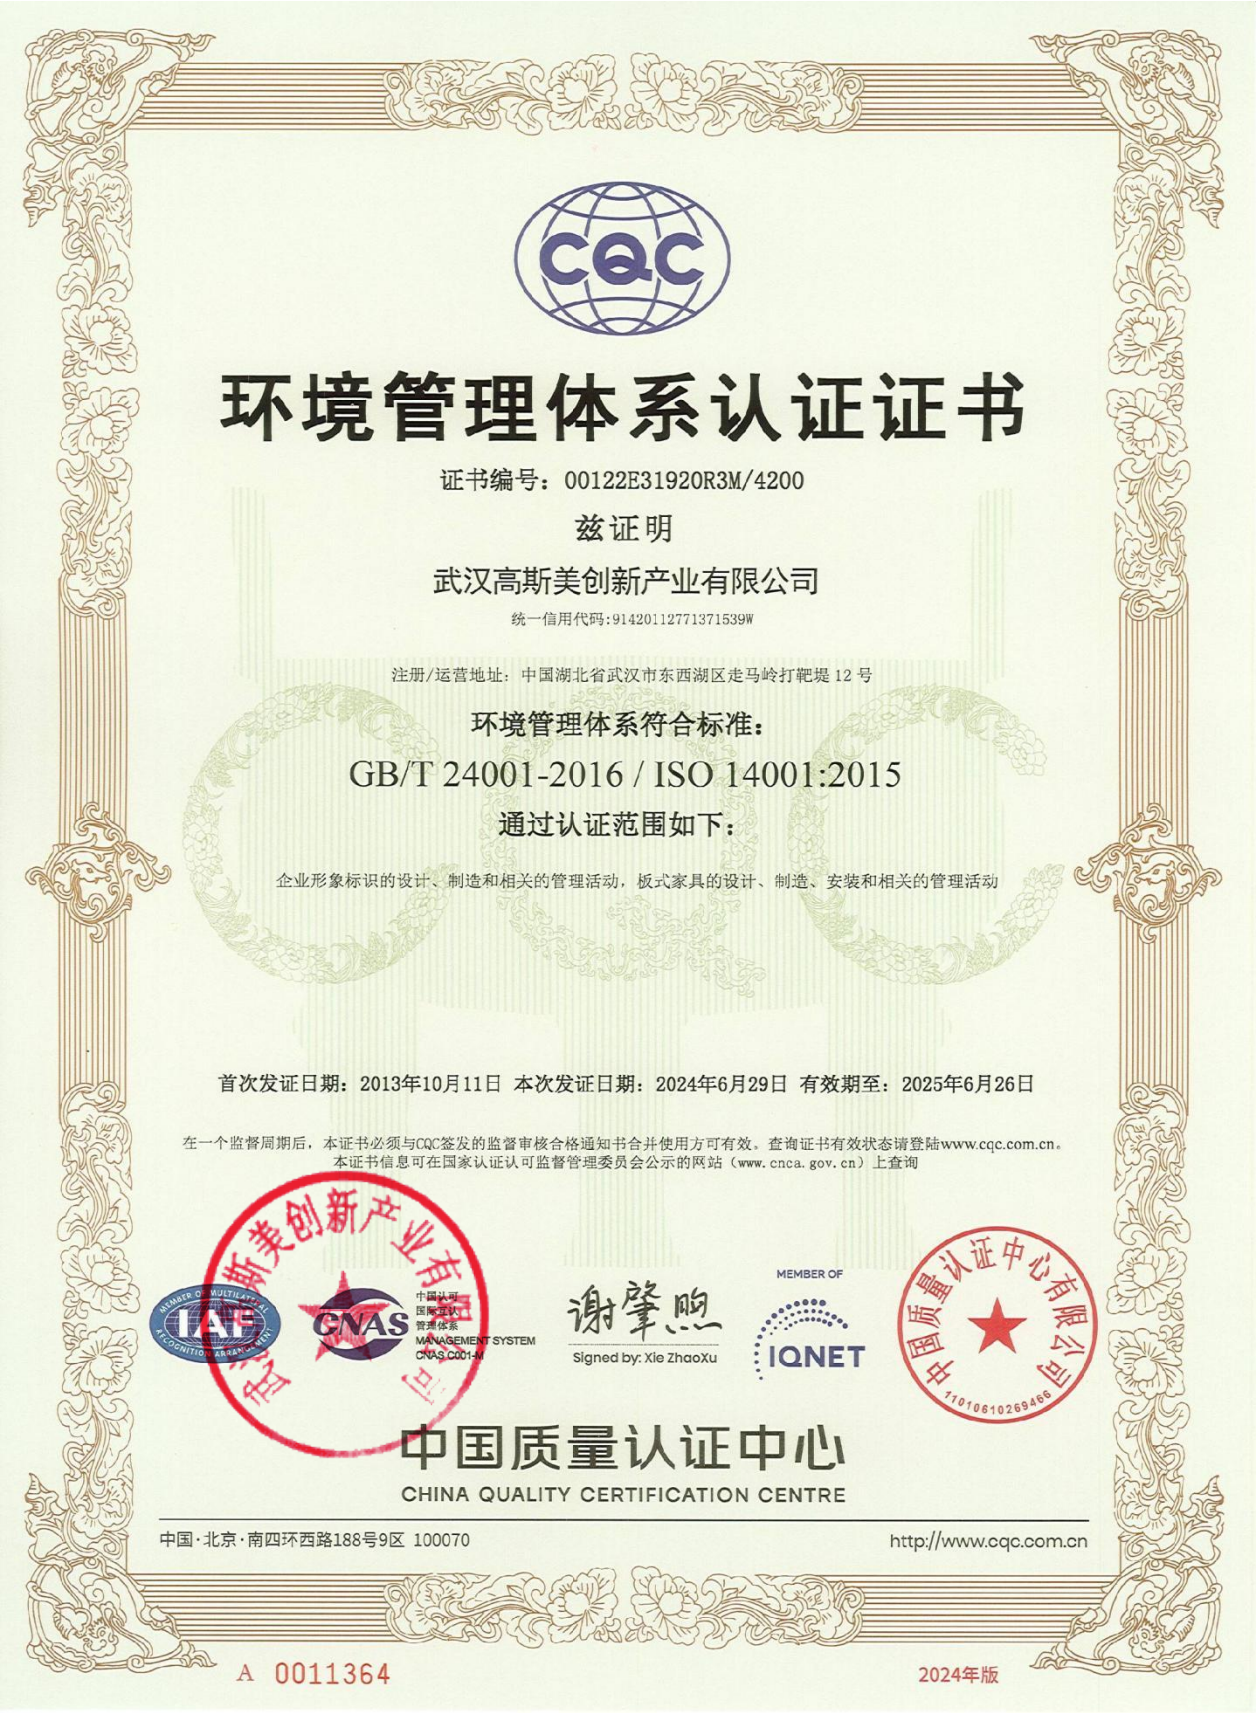 CQC
环境管理体系认证证书
证书编号：00122E31920R3M/4200
兹证明
武汉高斯美创新产业有限公司
统一信用代码:91420112771371539W
注册/运营地址：中国湖北省武汉市东西湖区走马岭打靶堤 12 号
环境管理体系符合标准：
GB/T 24001-2016 / ISO 14001:2015
通过认证范围如下：
企业形象标识的设计、制造和相关的管理活动，板式家具的设计、制造、安装和相关的管理活动
首次发证日期：2013年10月11日 本次发证日期：2024年6月29日 有效期至：2025年6月26日
在一个监督周期后，本证书必须与CQC签发的监督审核合格通知书合并使用方可有效。查询证书有效状态请登陆www.cqc.com.cn。
本证书信息可在国家认证认可监督管理委员会公示的网站（www.cnca.gov.cn）上查询
斯美创新产业有限公司
MEMBER OF MULTILATERAL
IAF
RECOGNITION ARRANGEMENT
CNAS
中国认可
国际互认
管理体系
MANAGEMENT SYSTEM
CNAS C001-M
谢肇煦
Signed by: Xie ZhaoXu
MEMBER OF
IQNET
中国质量认证中心有限公司
11010610269466
中国质量认证中心
CHINA QUALITY CERTIFICATION CENTRE
中国·北京·南四环西路188号9区 100070
http://www.cqc.com.cn
A 0011364
2024年版